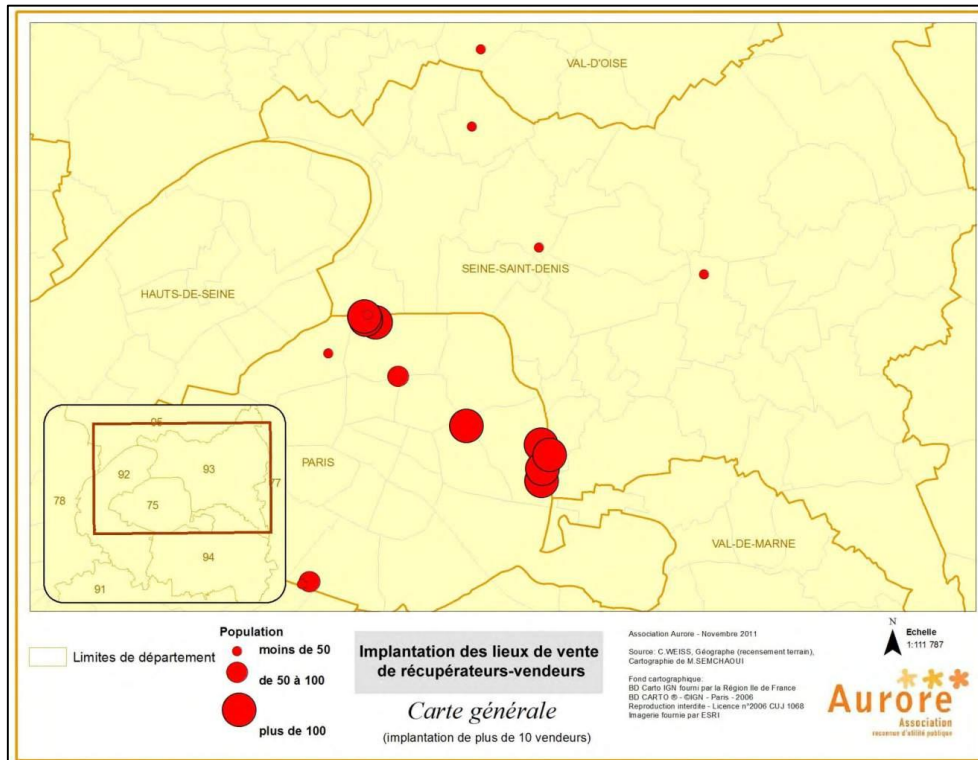 VAL-D'OISE
SEINE-SAINT-DENIS
HAUTS-DE-SEINE
PARIS
VAL-DE-MARNE
95
92
93
77
78
75
94
91
Limites de département
Population
moins de 50
de 50 à 100
plus de 100
Implantation des lieux de vente
de récupérateurs-vendeurs
Carte générale
(implantation de plus de 10 vendeurs)
Association Aurore - Novembre 2011
Source: C.WEISS, Géographe (recensement terrain),
Cartographie de M.SEMCHAOUI
Fond cartographique:
BD Carto IGN fourni par la Région Ile de France
BD CARTO ® - ©IGN - Paris - 2006
Reproduction interdite - Licence n°2006 CUJ 1068
Imagerie fournie par ESRI
N
Echelle
1:111 787
Aurore
Association
reconnue d'utilité publique